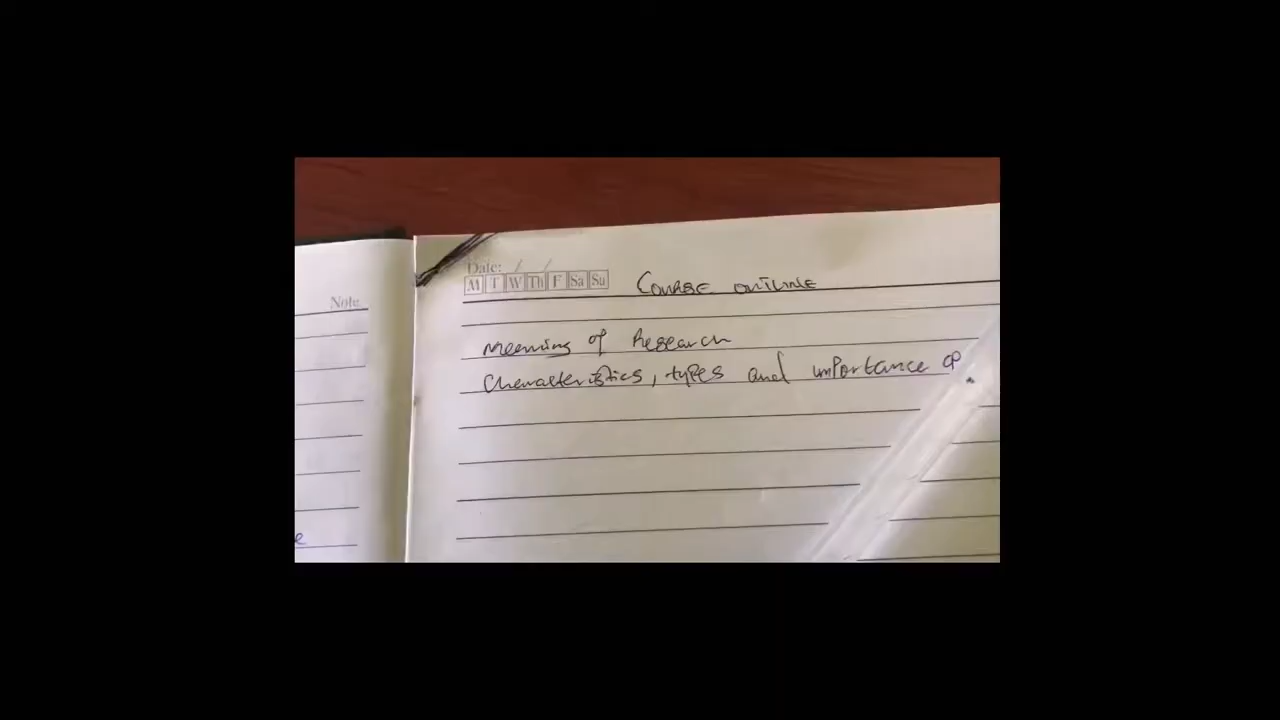 Note
Date: / /
M T W Th F Sa Su
Course outline
Meaning of Research
Characteristics, types and importance of
e